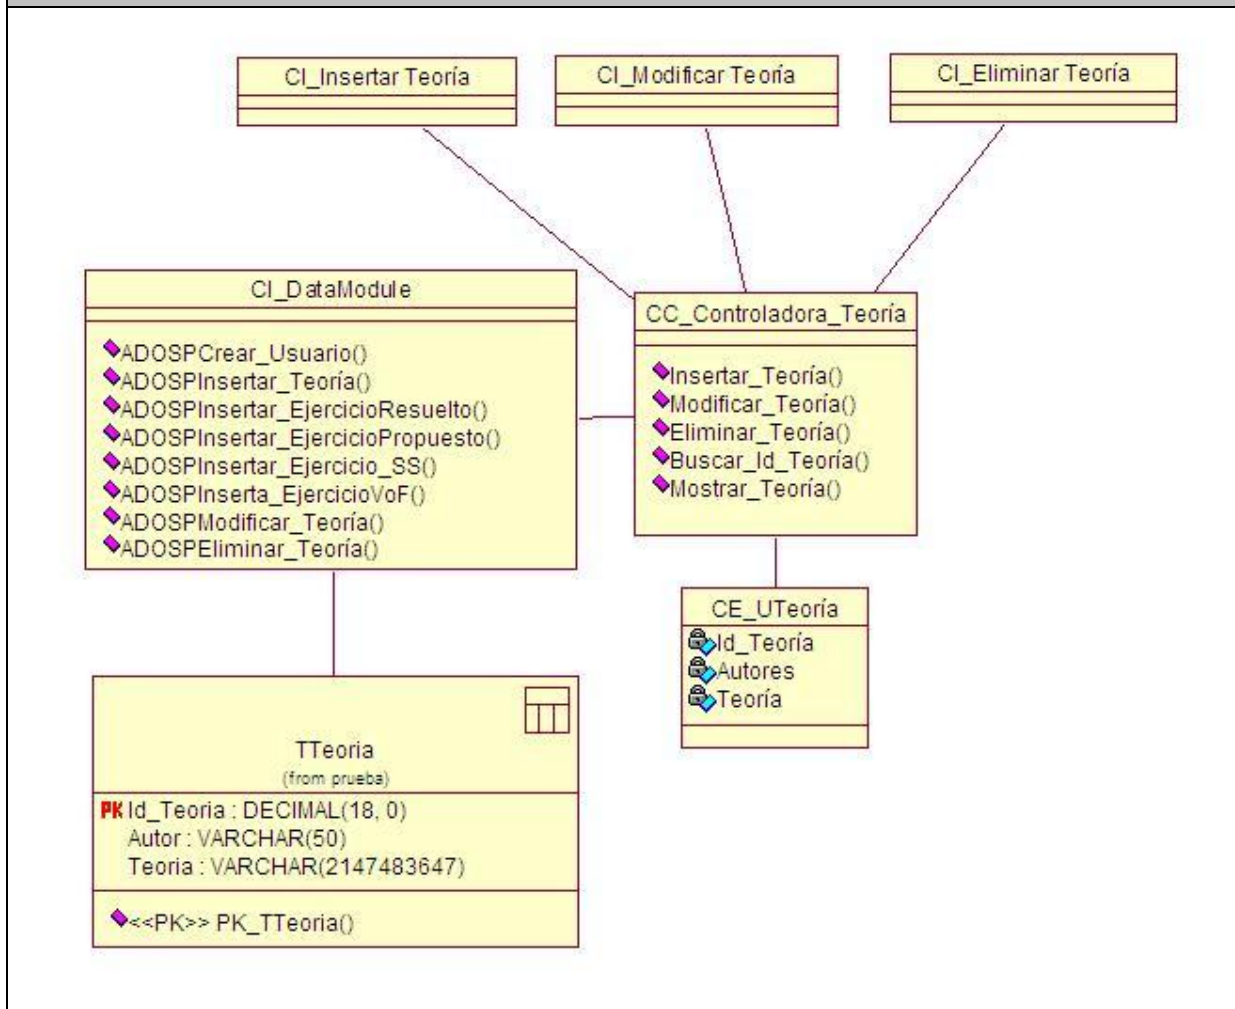 CI_Insertar Teoría
CI_Modificar Teoría
CI_Eliminar Teoría
CI_DataModule
ADOSPCrear_Usuario()
ADOSPInsertar_Teoría()
ADOSPInsertar_EjercicioResuelto()
ADOSPInsertar_EjercicioPropuesto()
ADOSPInsertar_Ejercicio_SS()
ADOSPInserta_EjercicioVoF()
ADOSPModificar_Teoría()
ADOSPEliminar_Teoría()
CC_Controladora_Teoría
Insertar_Teoría()
Modificar_Teoría()
Eliminar_Teoría()
Buscar_Id_Teoría()
Mostrar_Teoría()
CE_UTeoría
Id_Teoría
Autores
Teoría
TTeoria
(from prueba)
PK Id_Teoria : DECIMAL(18, 0)
Autor : VARCHAR(50)
Teoria : VARCHAR(2147483647)
<<PK>> PK_TTeoria()